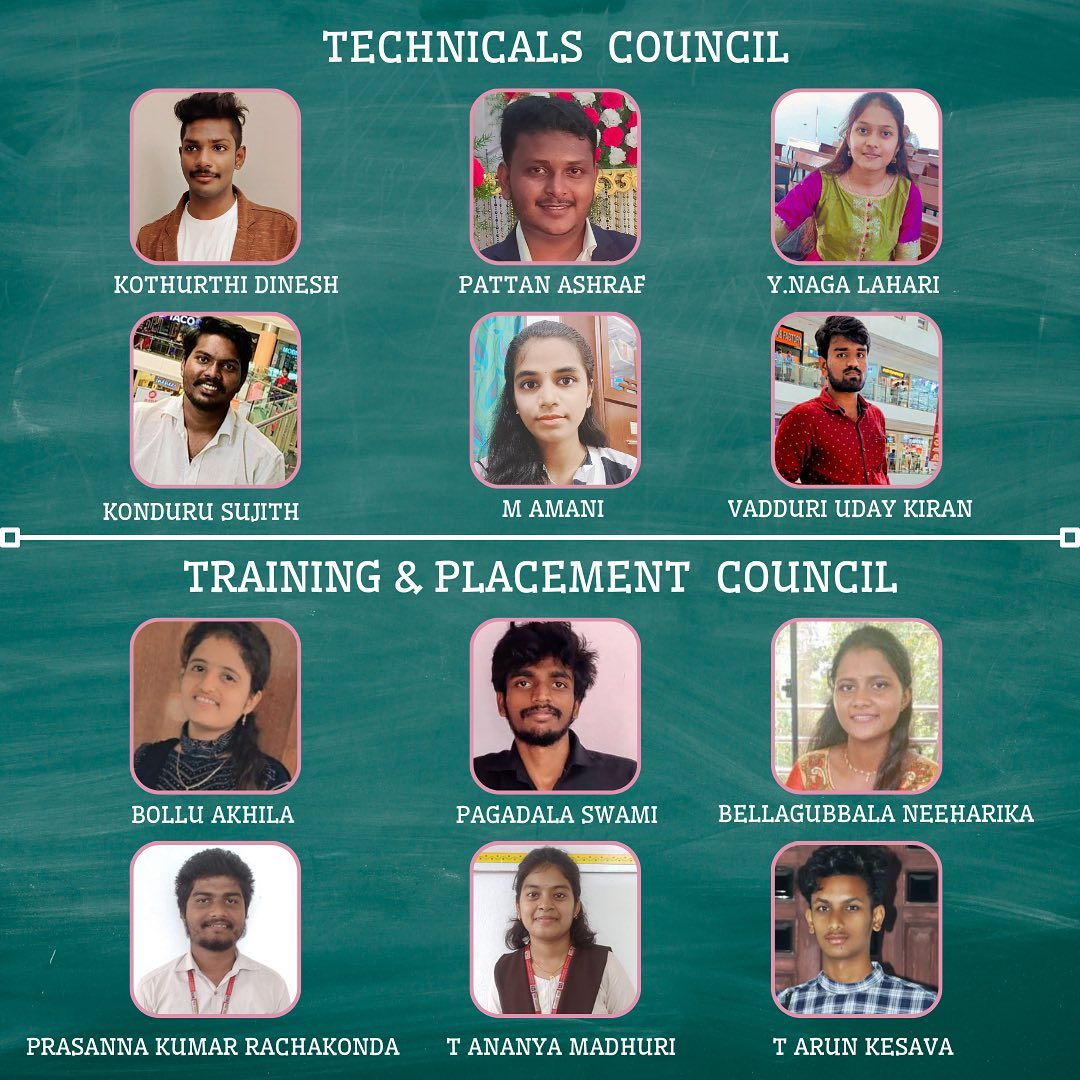 TECHNICALS COUNCIL
KOTHURTHI DINESH
PATTAN ASHRAF
Y.NAGA LAHARI
TACO
KONDURU SUJITH
M AMANI
VADDURI UDAY KIRAN
TRAINING & PLACEMENT COUNCIL
BOLLU AKHILA
PAGADALA SWAMI
BELLAGUBBALA NEEHARIKA
PRASANNA KUMAR RACHAKONDA
T ANANYA MADHURI
T ARUN KESAVA